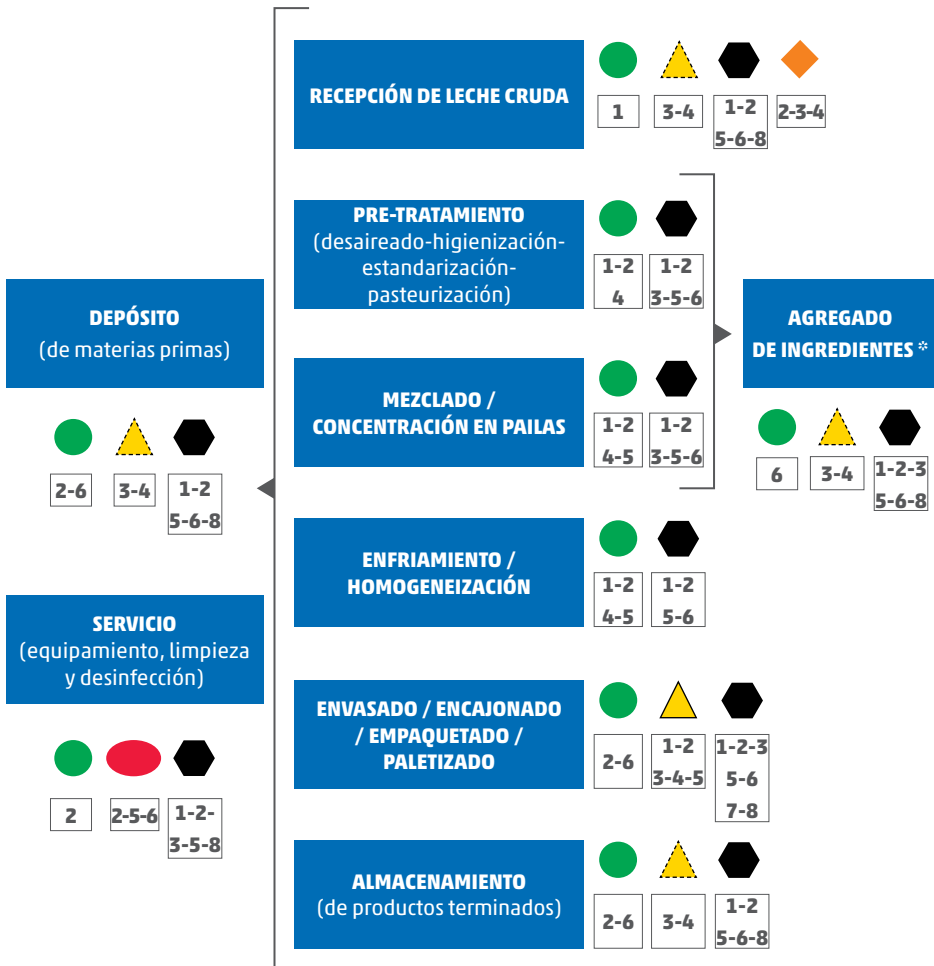 RECEPCIÓN DE LECHE CRUDA
1
3-4
1-2
5-6-8
2-3-4
PRE-TRATAMIENTO
(desaireado-higienización-
estandarización-
pasteurización)
1-2
4
1-2
3-5-6
DEPÓSITO
(de materias primas)
2-6
3-4
1-2
5-6-8
AGREGADO
DE INGREDIENTES *
6
3-4
1-2-3
5-6-8
MEZCLADO /
CONCENTRACIÓN EN PAILAS
1-2
4-5
1-2
3-5-6
ENFRIAMIENTO /
HOMOGENEIZACIÓN
1-2
4-5
1-2
5-6
SERVICIO
(equipamiento, limpieza
y desinfección)
2
2-5-6
1-2-
3-5-8
ENVASADO / ENCAJONADO
/ EMPAQUETADO /
PALETIZADO
2-6
1-2
3-4-5
1-2-3
5-6
7-8
ALMACENAMIENTO
(de productos terminados)
2-6
3-4
1-2
5-6-8